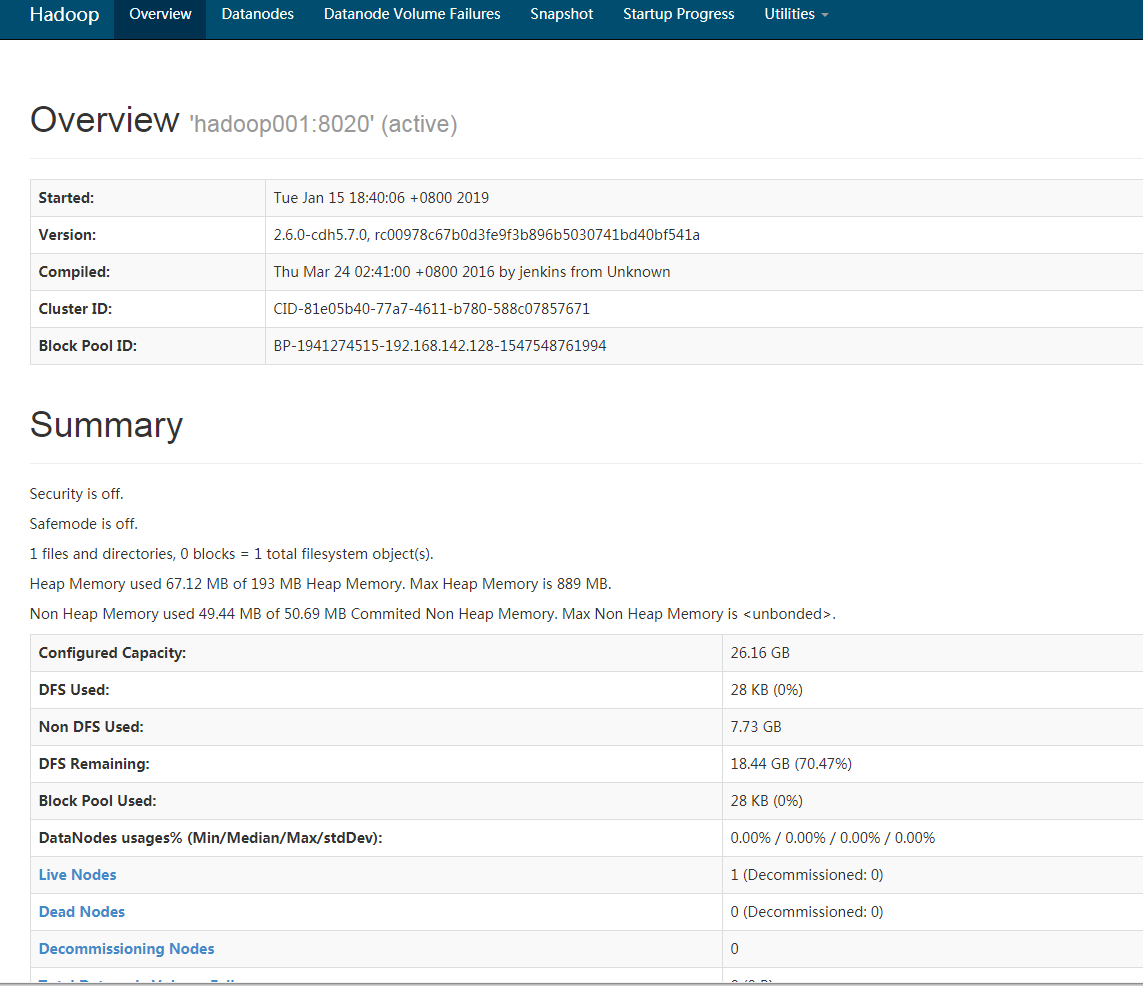 Hadoop Overview Datanodes Datanode Volume Failures Snapshot Startup Progress Utilities
Overview 'hadoop001:8020' (active)
Started: Tue Jan 15 18:40:06 +0800 2019
Version: 2.6.0-cdh5.7.0, rc00978c67b0d3fe9f3b896b5030741bd40bf541a
Compiled: Thu Mar 24 02:41:00 +0800 2016 by jenkins from Unknown
Cluster ID: CID-81e05b40-77a7-4611-b780-588c07857671
Block Pool ID: BP-1941274515-192.168.142.128-1547548761994
Summary
Security is off.
Safemode is off.
1 files and directories, 0 blocks = 1 total filesystem object(s).
Heap Memory used 67.12 MB of 193 MB Heap Memory. Max Heap Memory is 889 MB.
Non Heap Memory used 49.44 MB of 50.69 MB Commited Non Heap Memory. Max Non Heap Memory is <unbonded>.
Configured Capacity: 26.16 GB
DFS Used: 28 KB (0%)
Non DFS Used: 7.73 GB
DFS Remaining: 18.44 GB (70.47%)
Block Pool Used: 28 KB (0%)
DataNodes usages% (Min/Median/Max/stdDev): 0.00% / 0.00% / 0.00% / 0.00%
Live Nodes 1 (Decommissioned: 0)
Dead Nodes 0 (Decommissioned: 0)
Decommissioning Nodes 0